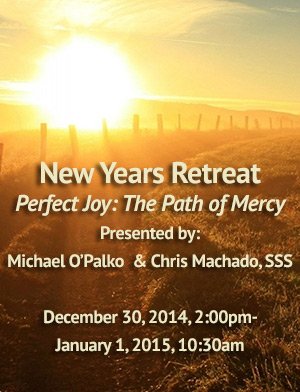 New Years Retreat
Perfect Joy: The Path of Mercy
Presented by:
Michael O'Palko & Chris Machado, SSS
December 30, 2014, 2:00pm-
January 1, 2015, 10:30am